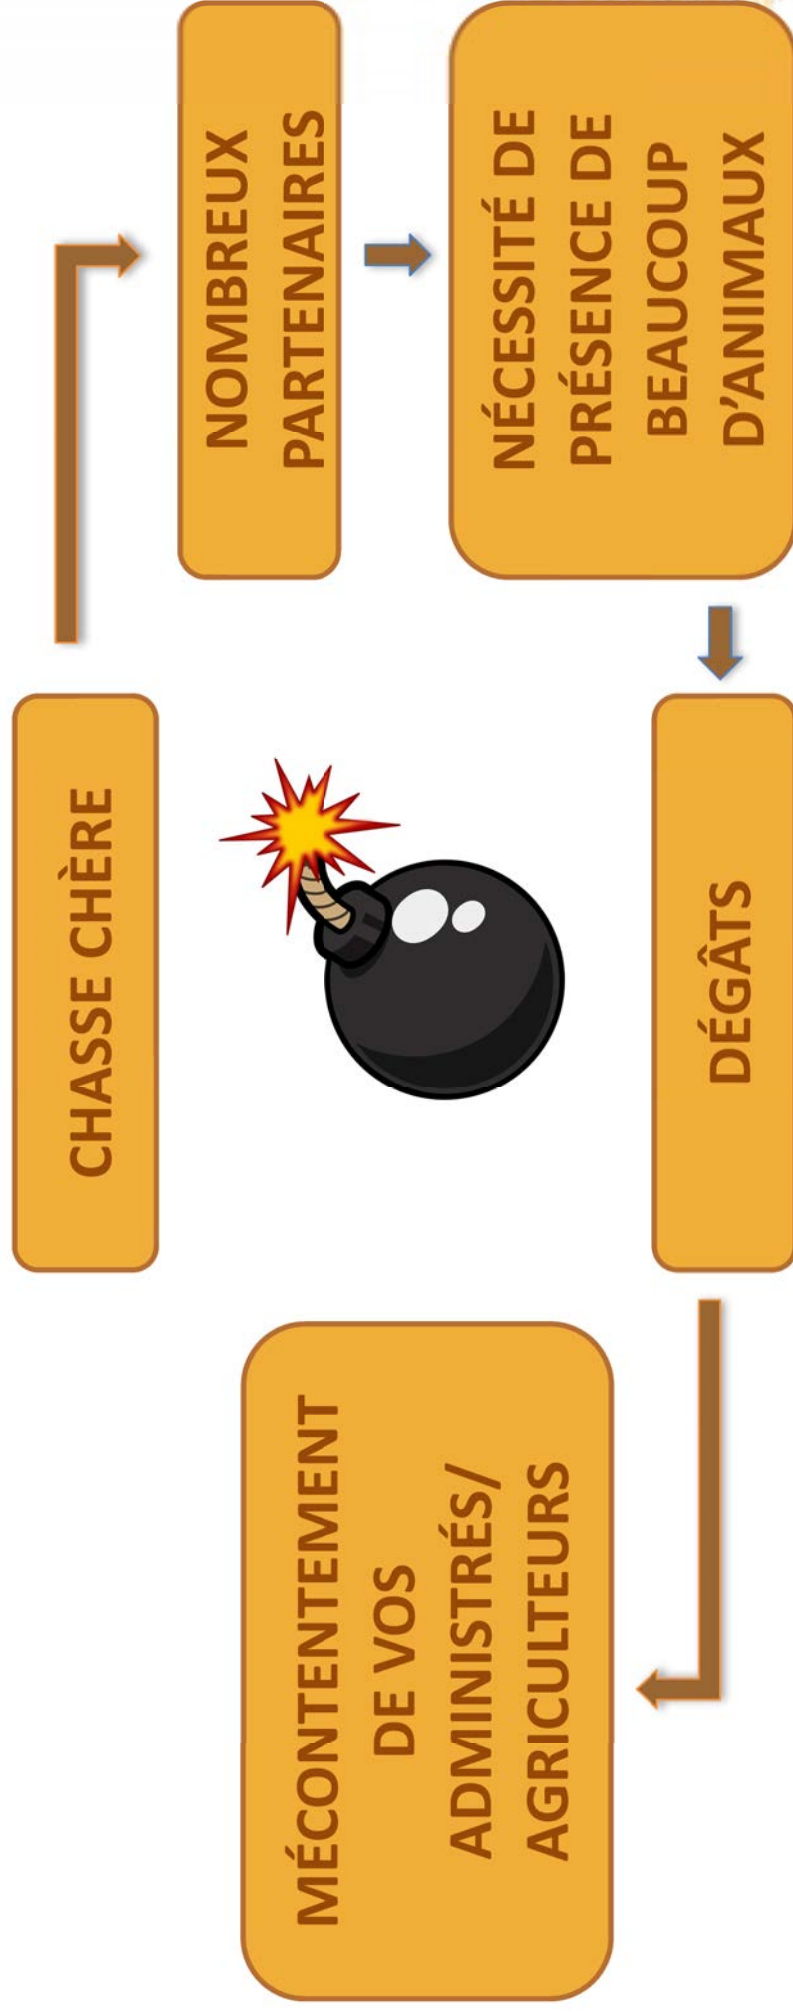 CHASSE CHÈRE
NOMBREUX
PARTENAIRES
NÉCESSITÉ DE
PRÉSENCE DE
BEAUCOUP
D’ANIMAUX
DÉGÂTS
MÉCONTENTEMENT
DE VOS
ADMINISTRÉS/
AGRICULTEURS